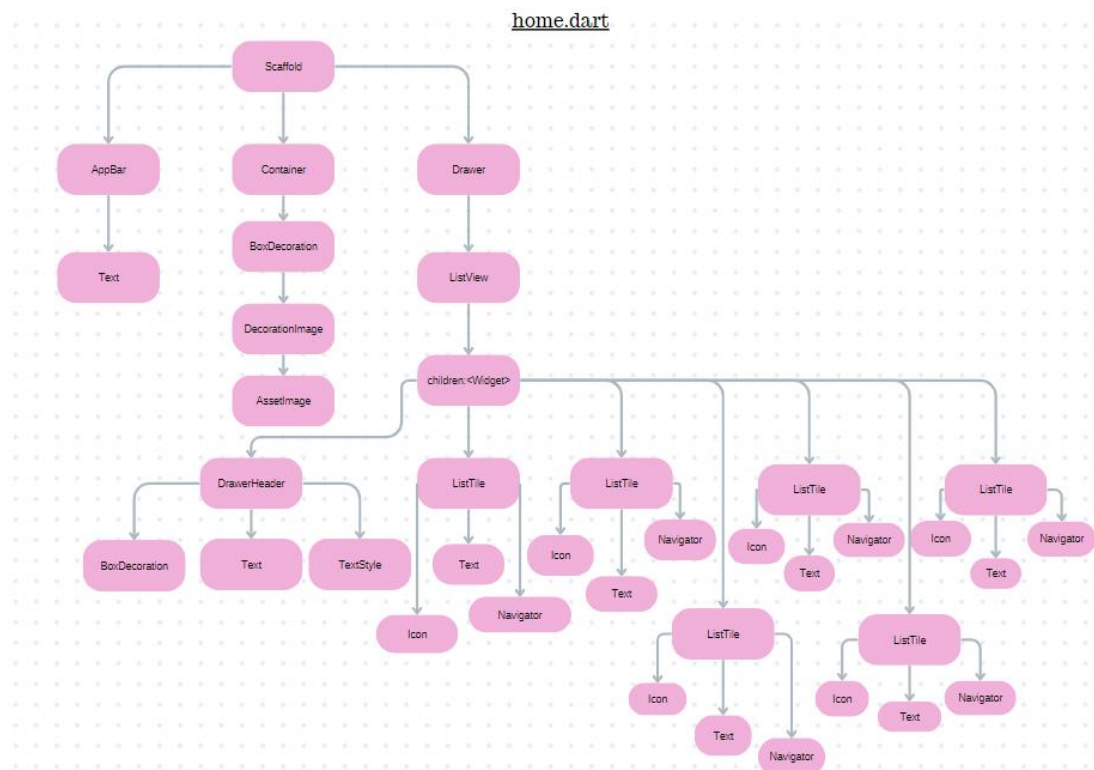 home.dart
Scaffold
AppBar
Container
Drawer
Text
BoxDecoration
ListView
DecorationImage
children:<Widget>
AssetImage
DrawerHeader
ListTile
ListTile
ListTile
ListTile
BoxDecoration
Text
TextStyle
Text
Icon
Navigator
Icon
Text
Navigator
Icon
Text
Navigator
Icon
Text
Navigator
ListTile
ListTile
Icon
Text
Navigator
Icon
Text
Navigator